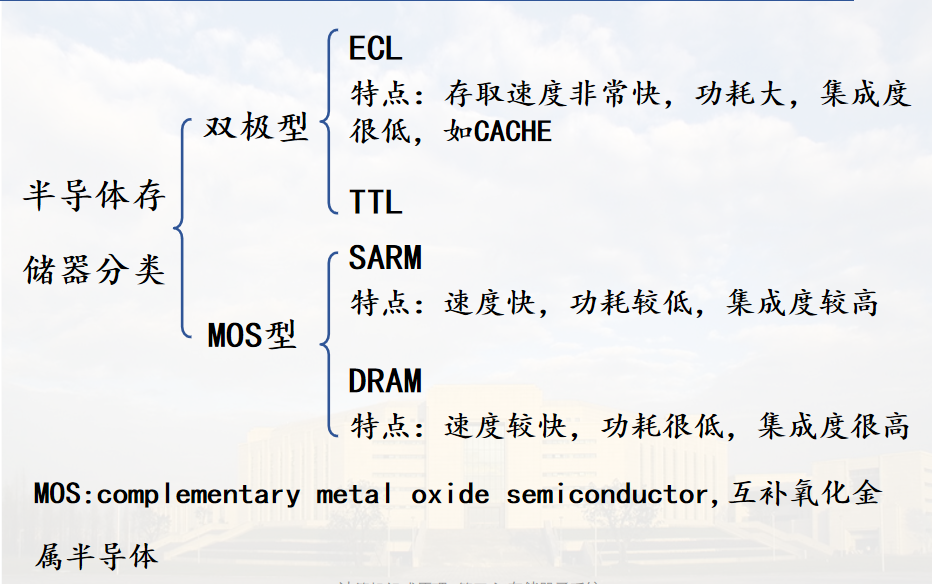 ECL
特点：存取速度非常快，功耗大，集成度
很低，如CACHE
双极型
TTL
半导体存
储器分类
SARM
特点：速度快，功耗较低，集成度较高
MOS型
DRAM
特点：速度较快，功耗很低，集成度很高
MOS:complementary metal oxide semiconductor,互补氧化金
属半导体